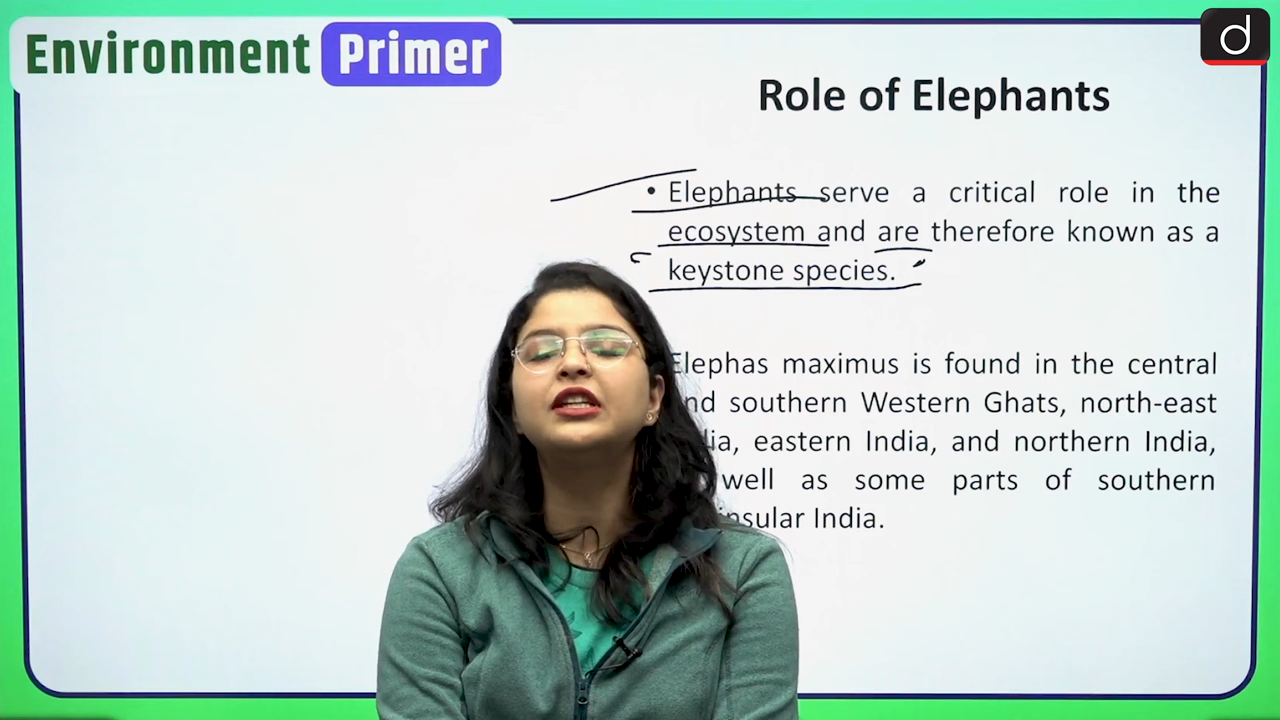 Environment Primer
d
Role of Elephants
• Elephants serve a critical role in the
ecosystem and are therefore known as a
keystone species.
Elephas maximus is found in the central
southern Western Ghats, north-east
eastern India, and northern India,
well as some parts of southern
India.